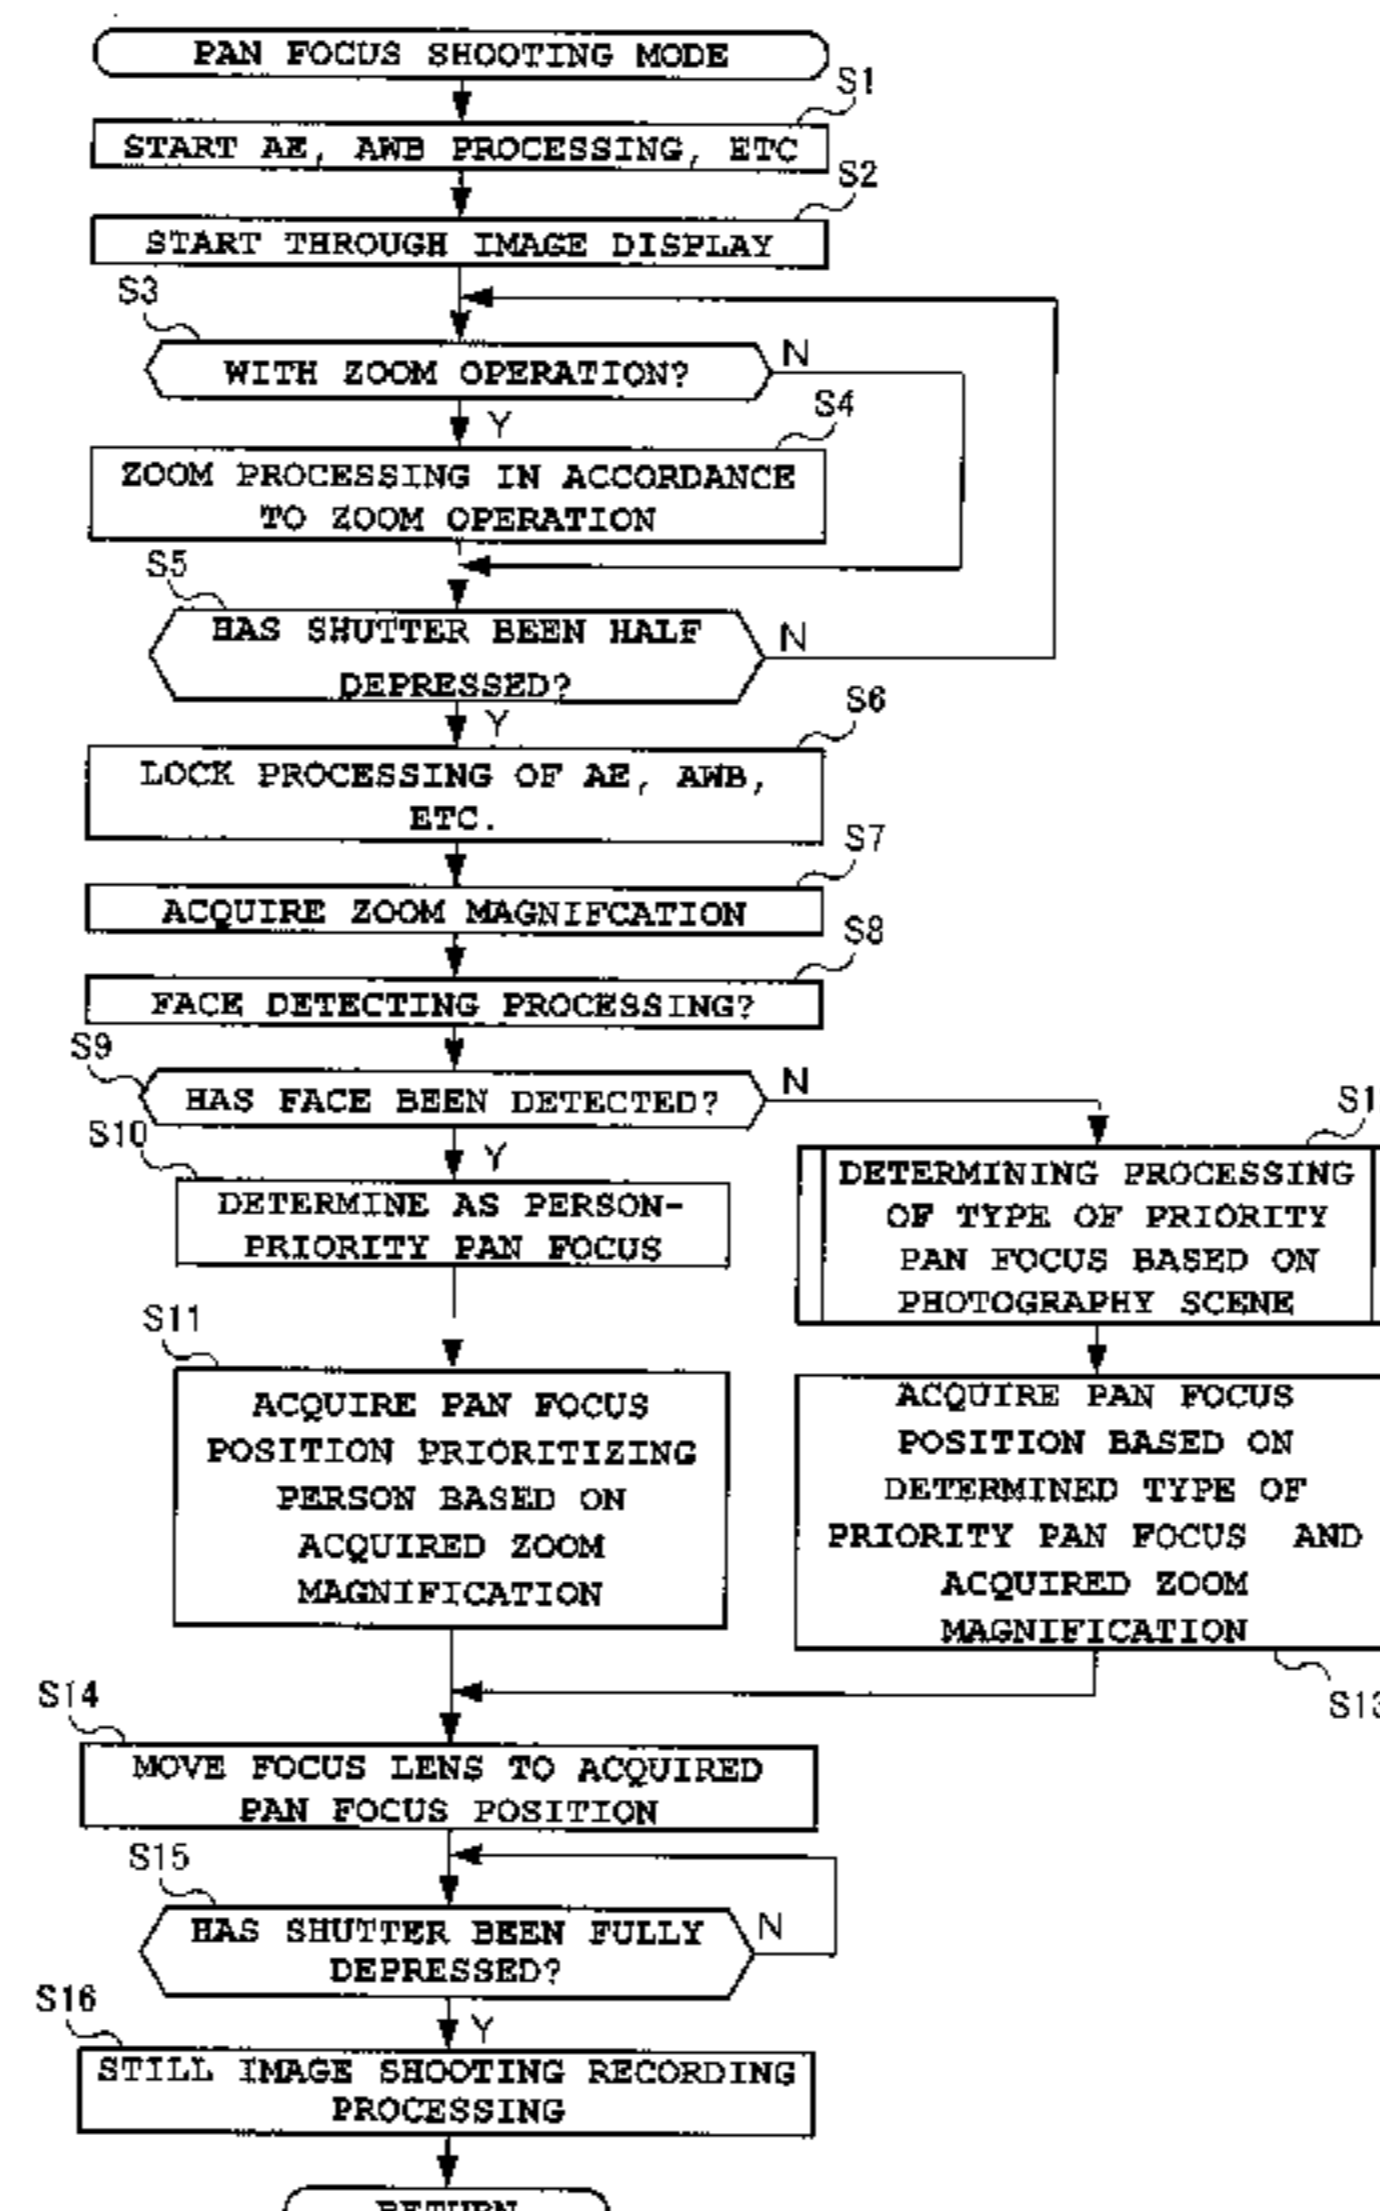 PAN FOCUS SHOOTING MODE
S1
START AE, AWB PROCESSING, ETC
S2
START THROUGH IMAGE DISPLAY
S3
WITH ZOOM OPERATION?
N
Y
S4
ZOOM PROCESSING IN ACCORDANCE
TO ZOOM OPERATION
S5
HAS SHUTTER BEEN HALF
DEPRESSED?
N
Y
S6
LOCK PROCESSING OF AE, AWB,
ETC.
S7
ACQUIRE ZOOM MAGNIFCATION
S8
FACE DETECTING PROCESSING?
S9
HAS FACE BEEN DETECTED?
N
Y
S10
DETERMINE AS PERSON-
PRIORITY PAN FOCUS
S11
ACQUIRE PAN FOCUS
POSITION PRIORITIZING
PERSON BASED ON
ACQUIRED ZOOM
MAGNIFICATION
DETERMINING PROCESSING
OF TYPE OF PRIORITY
PAN FOCUS BASED ON
PHOTOGRAPHY SCENE
ACQUIRE PAN FOCUS
POSITION BASED ON
DETERMINED TYPE OF
PRIORITY PAN FOCUS AND
ACQUIRED ZOOM
MAGNIFICATION
S13
S14
MOVE FOCUS LENS TO ACQUIRED
PAN FOCUS POSITION
S15
HAS SHUTTER BEEN FULLY
DEPRESSED?
N
Y
S16
STILL IMAGE SHOOTING RECORDING
PROCESSING
RETURN